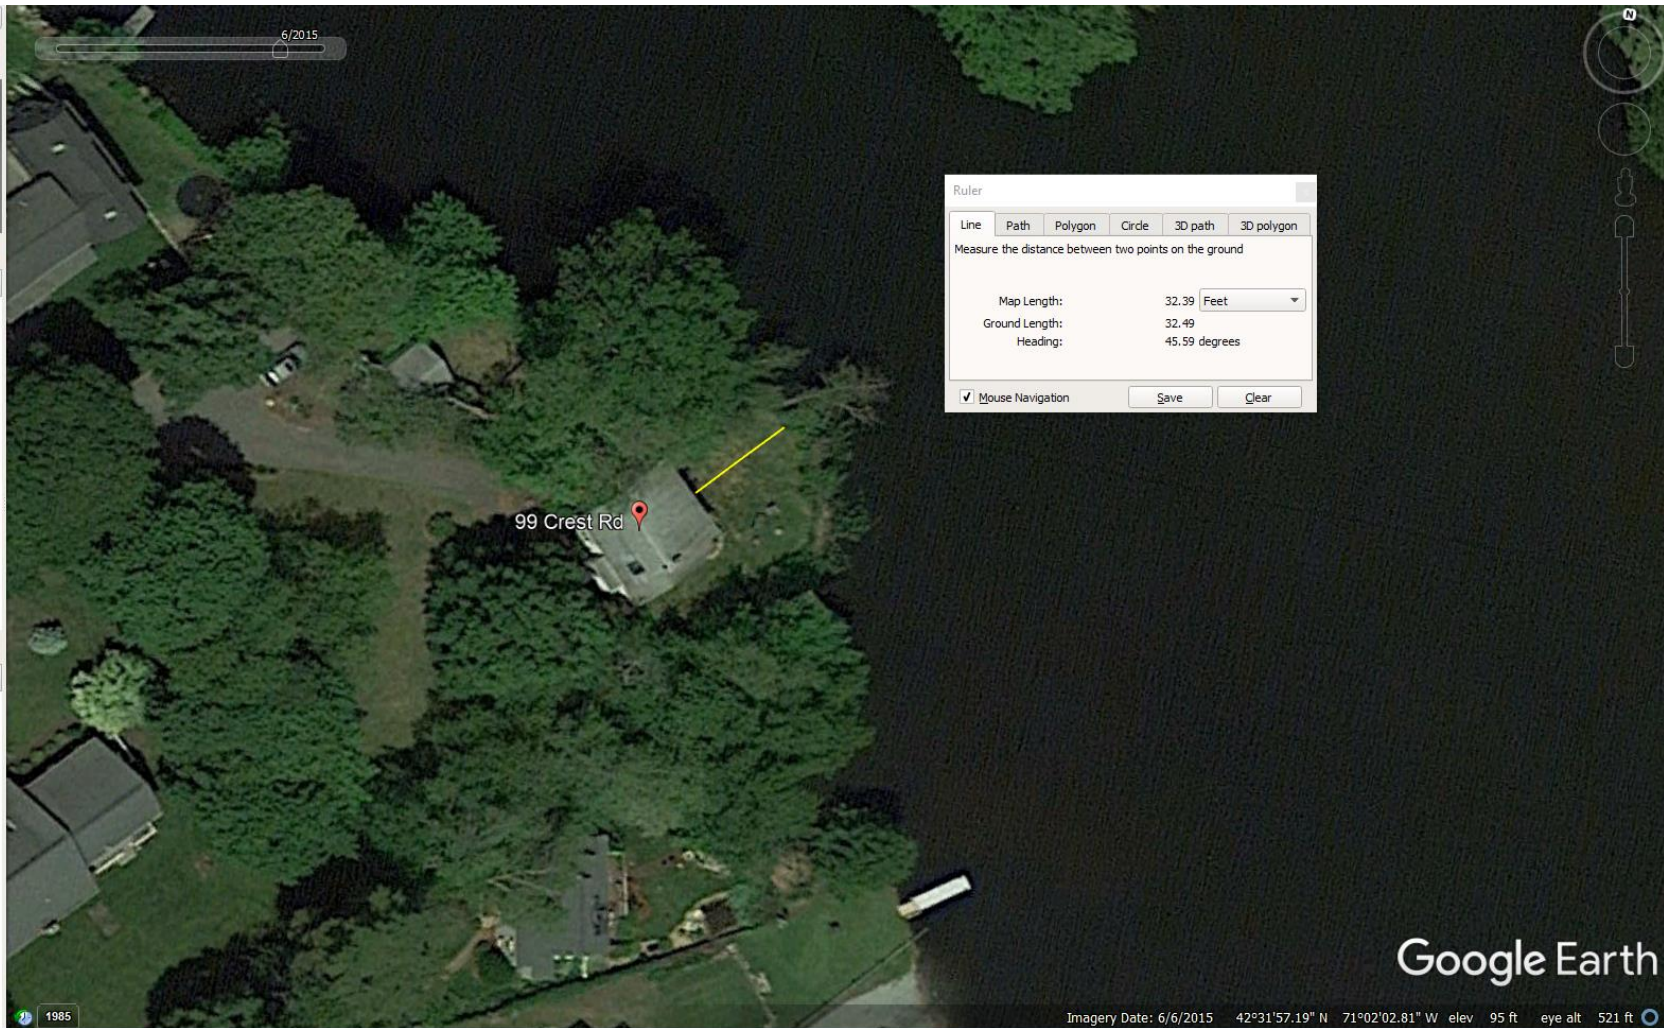 6/2015
N
Ruler
Line Path Polygon Circle 3D path 3D polygon
Measure the distance between two points on the ground
Map Length: 32.39 Feet
Ground Length: 32.49
Heading: 45.59 degrees
Mouse Navigation Save Clear
99 Crest Rd
Google Earth
1985
Imagery Date: 6/6/2015 42°31'57.19" N 71°02'02.81" W elev 95 ft eye alt 521 ft